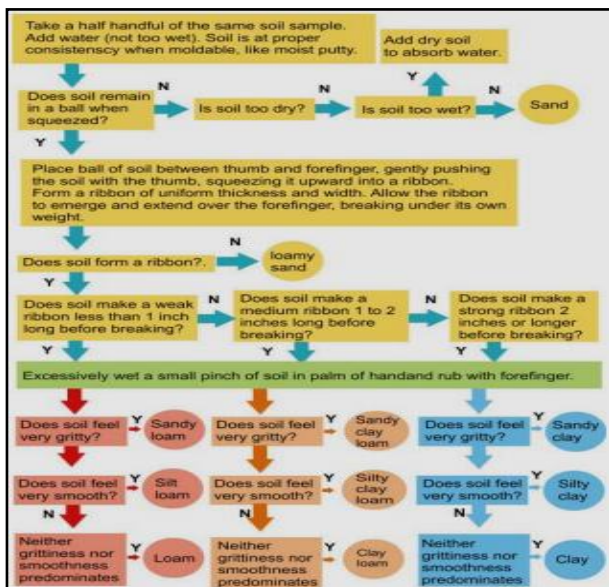 Take a half handful of the same soil sample.
Add water (not too wet). Soil is at proper
consistency when moldable, like moist putty.
Add dry soil
to absorb water.
Y
Does soil remain
in a ball when
squeezed?
N
Is soil too dry?
N
Is soil too wet?
N
Sand
Y
Place ball of soil between thumb and forefinger, gently pushing
the soil with the thumb, squeezing it upward into a ribbon.
Form a ribbon of uniform thickness and width. Allow the ribbon
to emerge and extend over the forefinger, breaking under its own
weight.
Does soil form a ribbon?.
N
loamy
sand
Y
Does soil make a weak
ribbon less than 1 inch
long before breaking?
N
Does soil make a
medium ribbon 1 to 2
inches long before
breaking?
N
Does soil make a
strong ribbon 2
inches or longer
before breaking?
Y
Y
Y
Excessively wet a small pinch of soil in palm of handand rub with forefinger.
Does soil feel
very gritty?
Y
Sandy
loam
Does soil feel
very gritty?
Y
Sandy
clay
loam
Does soil feel
very gritty?
Y
Sandy
clay
Does soil feel
very smooth?
Y
Silt
loam
Does soil feel
very smooth?
Y
Silty
clay
loam
Does soil feel
very smooth?
Y
Silty
clay
N
N
N
Neither
grittiness nor
smoothness
predominates
Y
Loam
Neither
grittiness nor
smoothness
predominates
Y
Clay
loam
Neither
grittiness nor
smoothness
predominates
Y
Clay